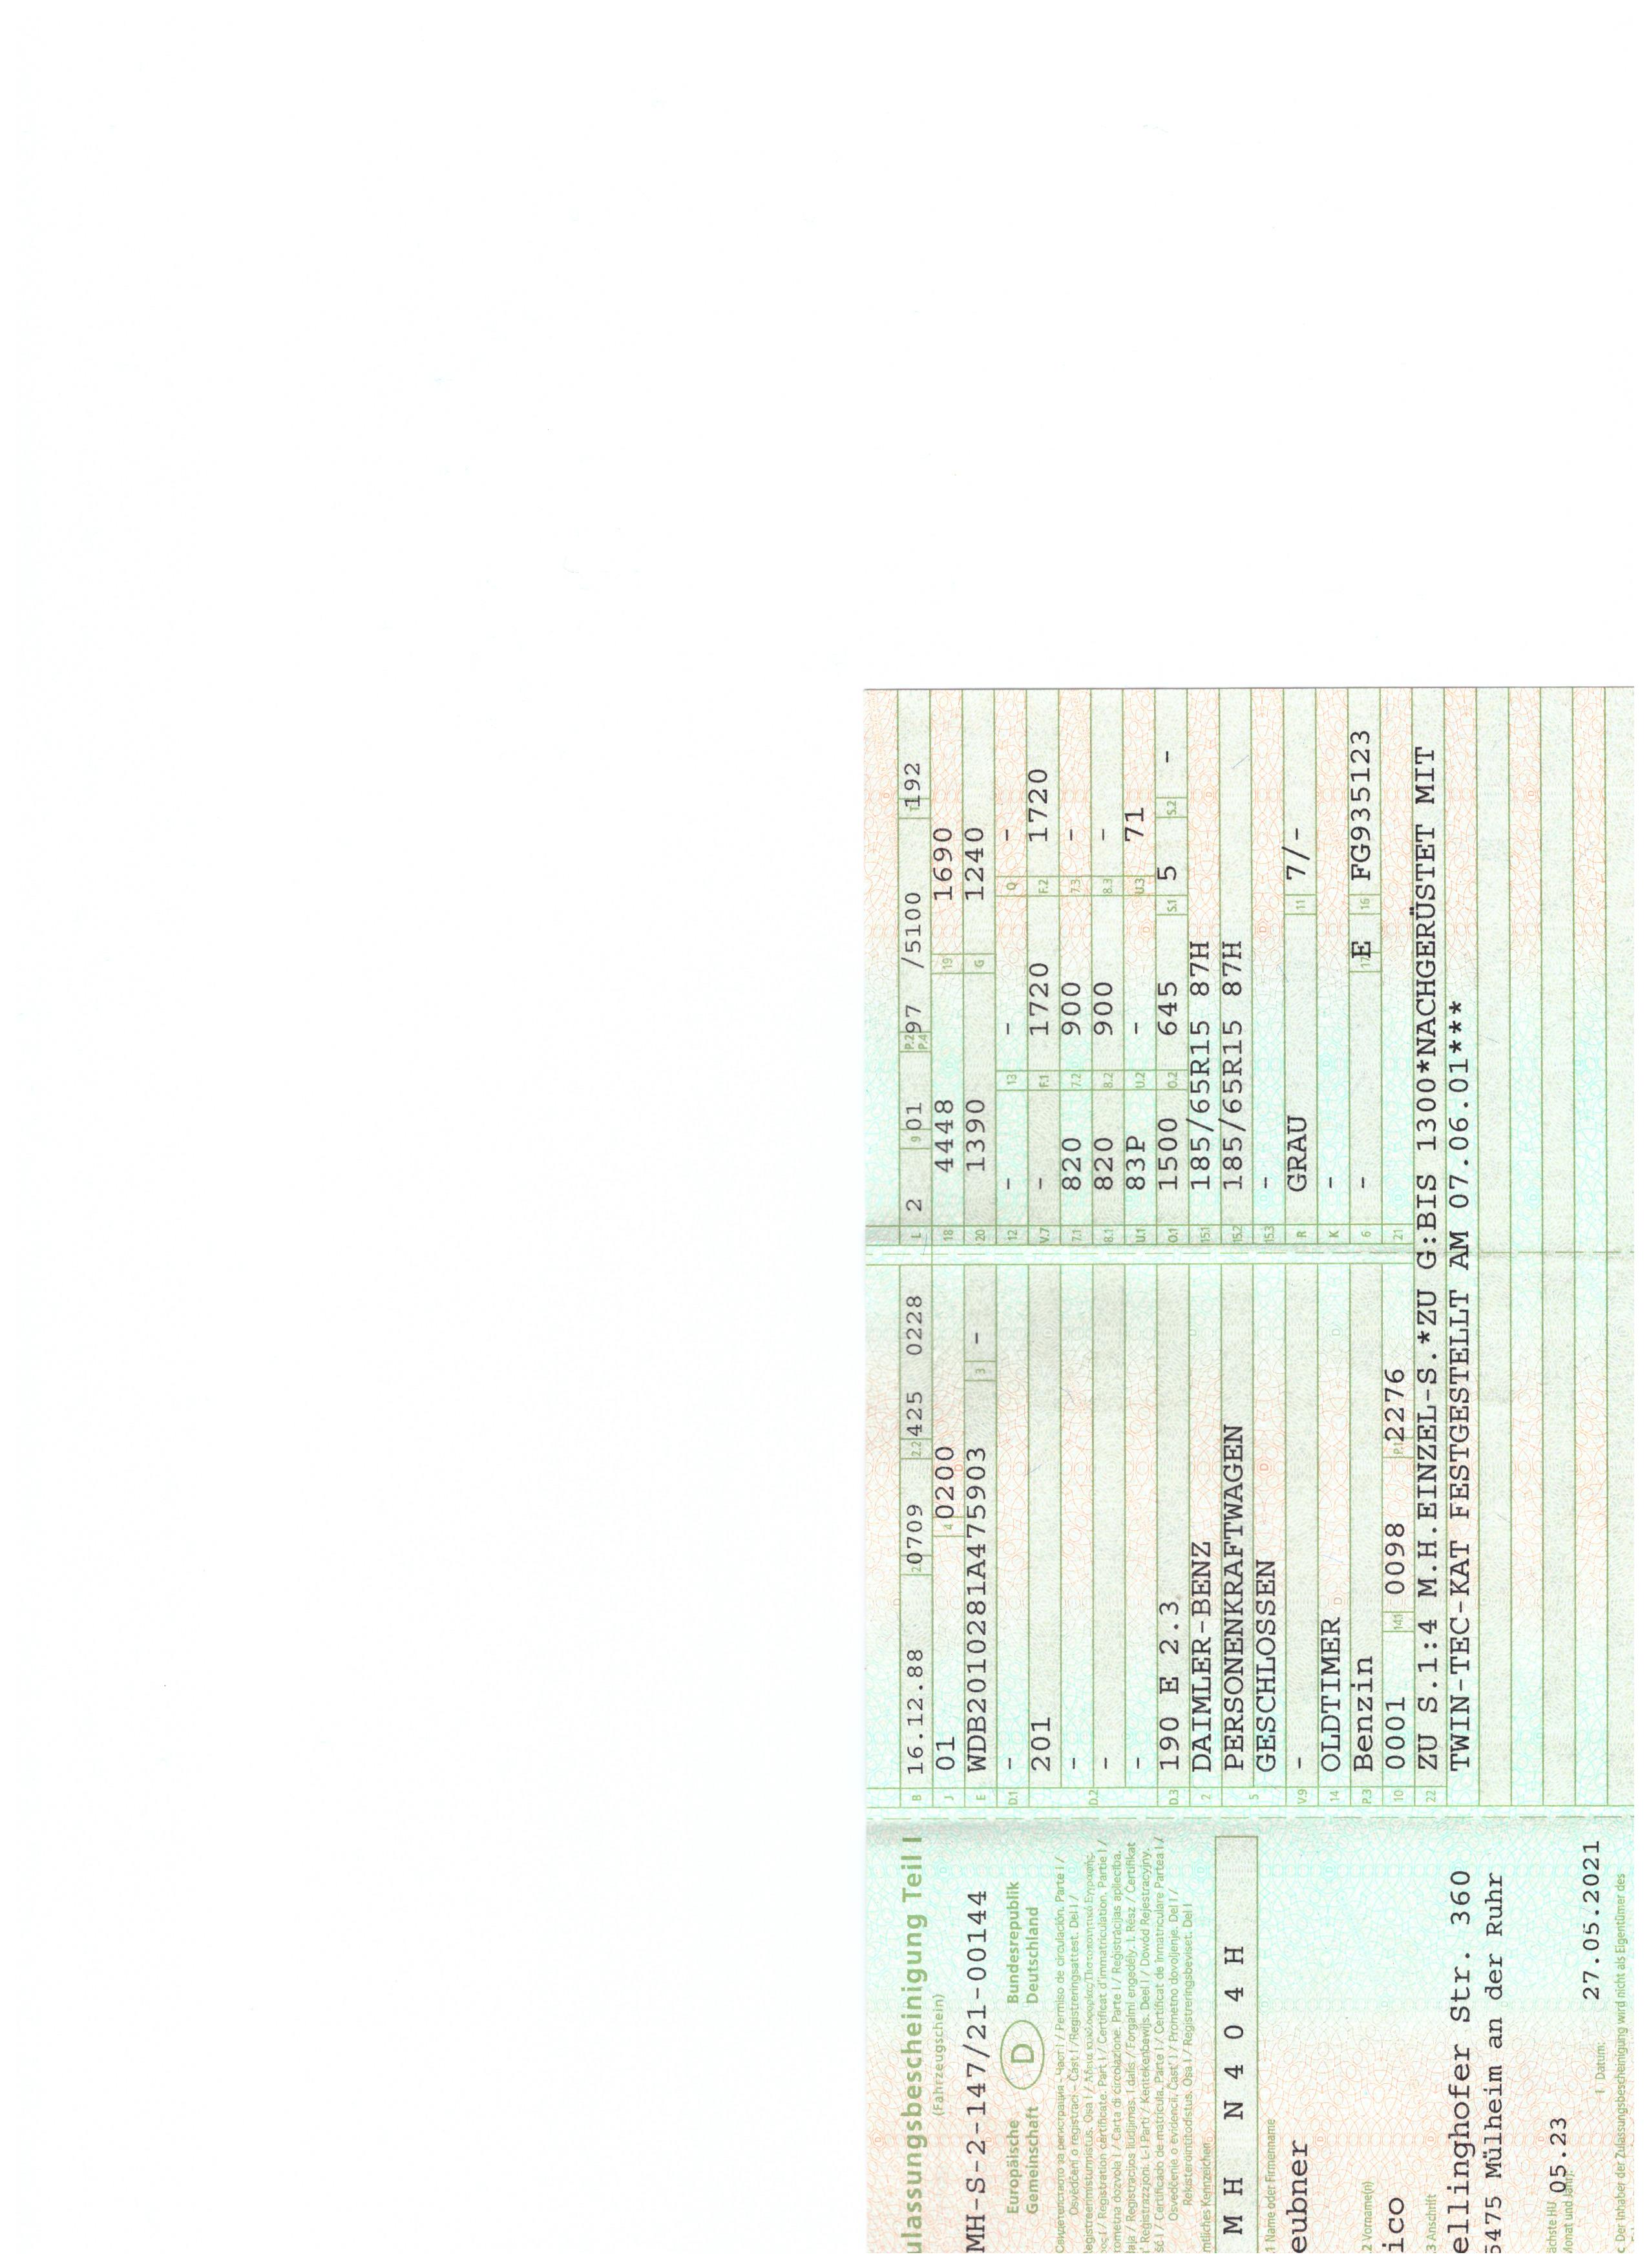 ulassungsbescheinigung Teil I
(Fahrzeugschein)
MH-S-2-147/21-00144
Europäische Gemeinschaft D Bundesrepublik Deutschland
Свидетелството за регистрация - Част I / Permiso de circulación. Parte I /
Osvědčení o registraci – Část I / Registreringsattest. Del I /
Registreerimistunnistus. Osa I / Άδεια κυκλοφορίας Πιστοποιητικό Εγγραφής.
I / Registration certificate. Part I / Certificat d'immatriculation. Partie I /
rometna dozvola I / Carta di circolazione. Parte I / Reģistrācijas apliecība.
daļa / Registracijos liudijimas. I dalis / Forgalmi engedély. I. Rész / Ċertifikat
ta' Reġistrazzjoni. L-I Parti / Kentekenbewijs. Deel I / Dowód Rejestracyjny.
ść I / Certificado de matrícula. Parte I / Certificat de înmatriculare Partea I /
Osvedčenie o evidencii. Časť I / Prometno dovoljenje. Del I /
Rekisteröintitodistus. Osa I / Registreringsbeviset. Del I
mtliches Kennzeichen
MH N404H
.1 Name oder Firmenname
eubner
.2 Vorname(n)
ico
.3 Anschrift
ellinghofer Str. 360
5475 Mülheim an der Ruhr
ächste HU
Monat und Jahr): 05.23
I Datum: 27.05.2021
c Der Inhaber der Zulassungsbescheinigung wird nicht als Eigentümer des
B 16.12.88 2.1 0709 2.2 425 0228
J 01 4 0200
E WDB2010281A475903 3 -
D.1 -
201
-
D.2 -
-
D.3 190 E 2.3
2 DAIMLER-BENZ
5 PERSONENKRAFTWAGEN
GESCHLOSSEN
V.9 -
14 OLDTIMER
P.3 Benzin
10 0001 14.1 0098 P.1 2276
L 2 9 01 P.2 P.4 97 /5100 T 192
18 4448 19 1690
20 1390 G 1240
12 - 13 - Q -
V.7 - F.1 1720 F.2 1720
7.1 820 7.2 900 7.3 -
8.1 820 8.2 900 8.3 -
U.1 83P U.2 - U.3 71
O.1 1500 O.2 645 S.1 5 S.2 -
15.1 185/65R15 87H
15.2 185/65R15 87H
15.3 -
R GRAU 11 7/-
K -
6 - 17 E 16 FG935123
21
22 ZU S.1:4 M.H.EINZEL-S.*ZU G:BIS 1300*NACHGERÜSTET MIT
TWIN-TEC-KAT FESTGESTELLT AM 07.06.01***